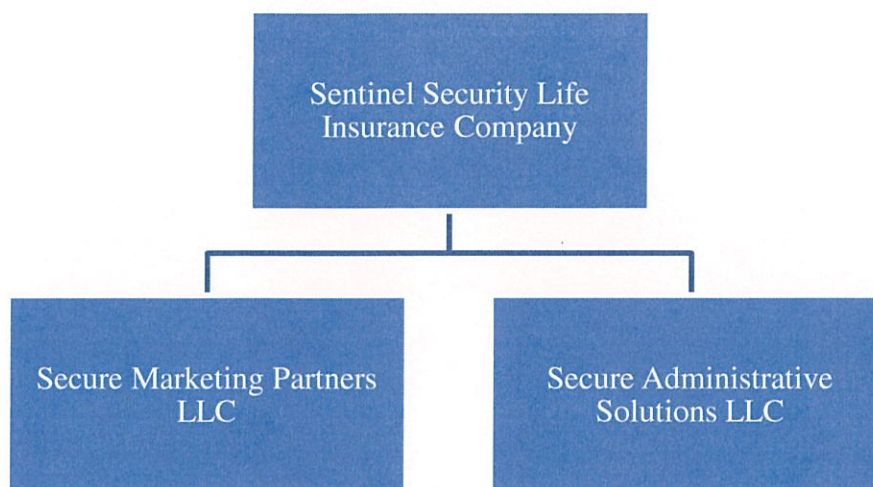 Sentinel Security Life
Insurance Company
Secure Marketing Partners
LLC
Secure Administrative
Solutions LLC